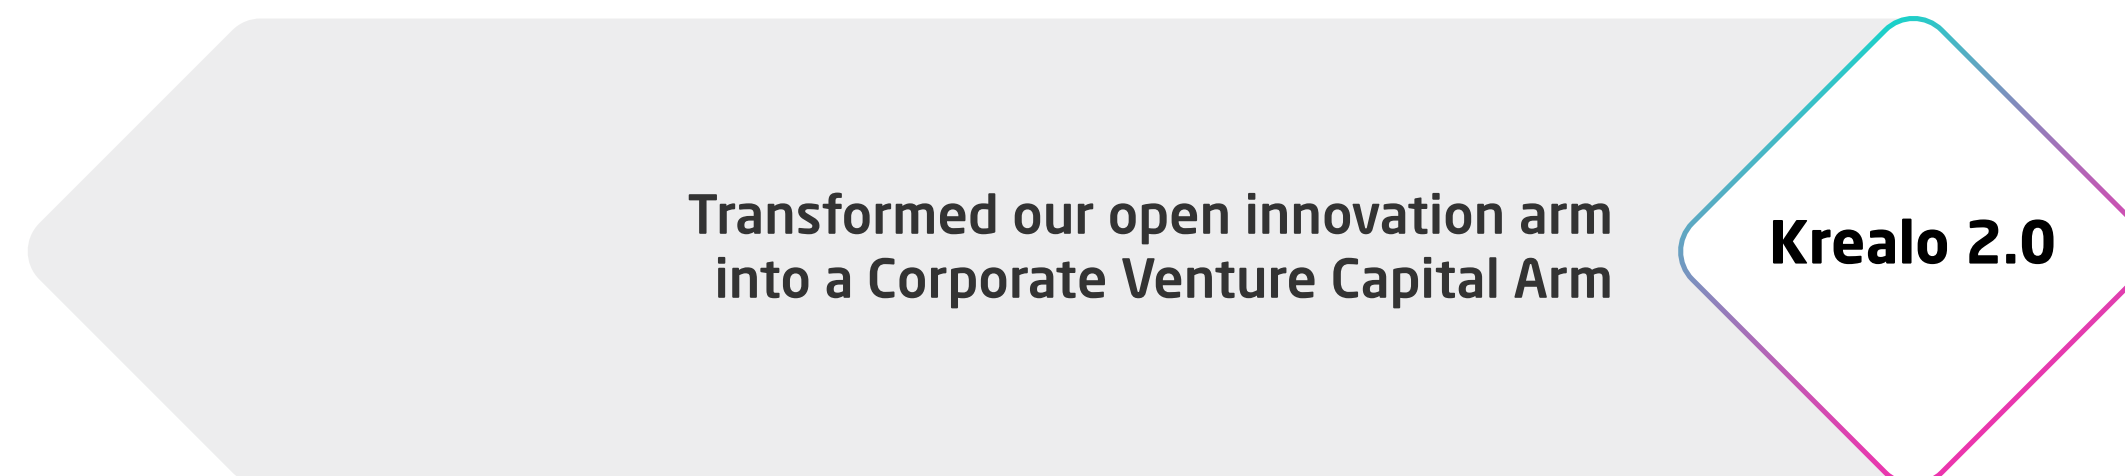 Transformed our open innovation arm
into a Corporate Venture Capital Arm
Krealo 2.0